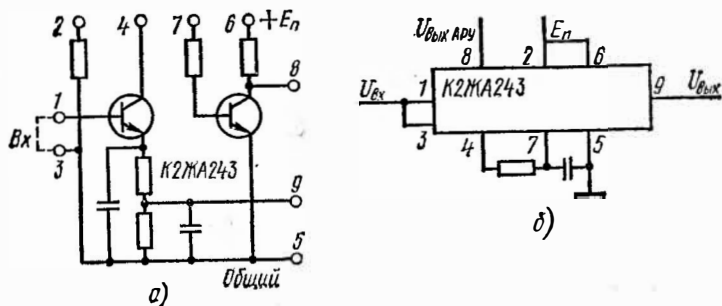 2 4 7 6 +Eп
8
1
Вх
3
К2ЖА243
9
5
Общий
а)
Uвых АРУ Eп
8 2 6
1 К2ЖА243 9 Uвых
Uвх
3
4 7 5
б)